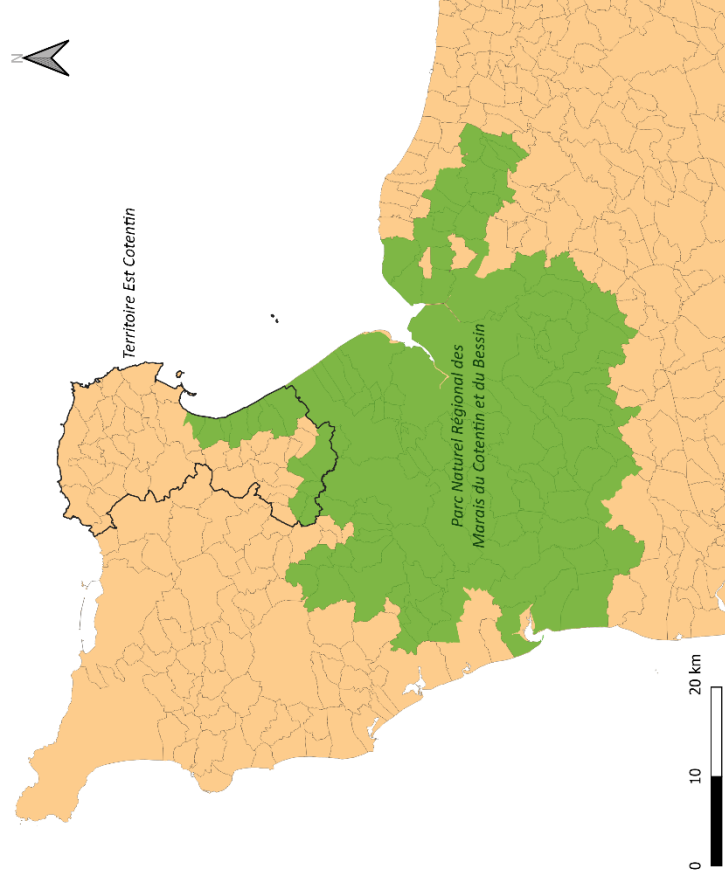 N
Territoire Est Cotentin
Parc Naturel Régional des
Marais du Cotentin et du Bessin
0 10 20 km